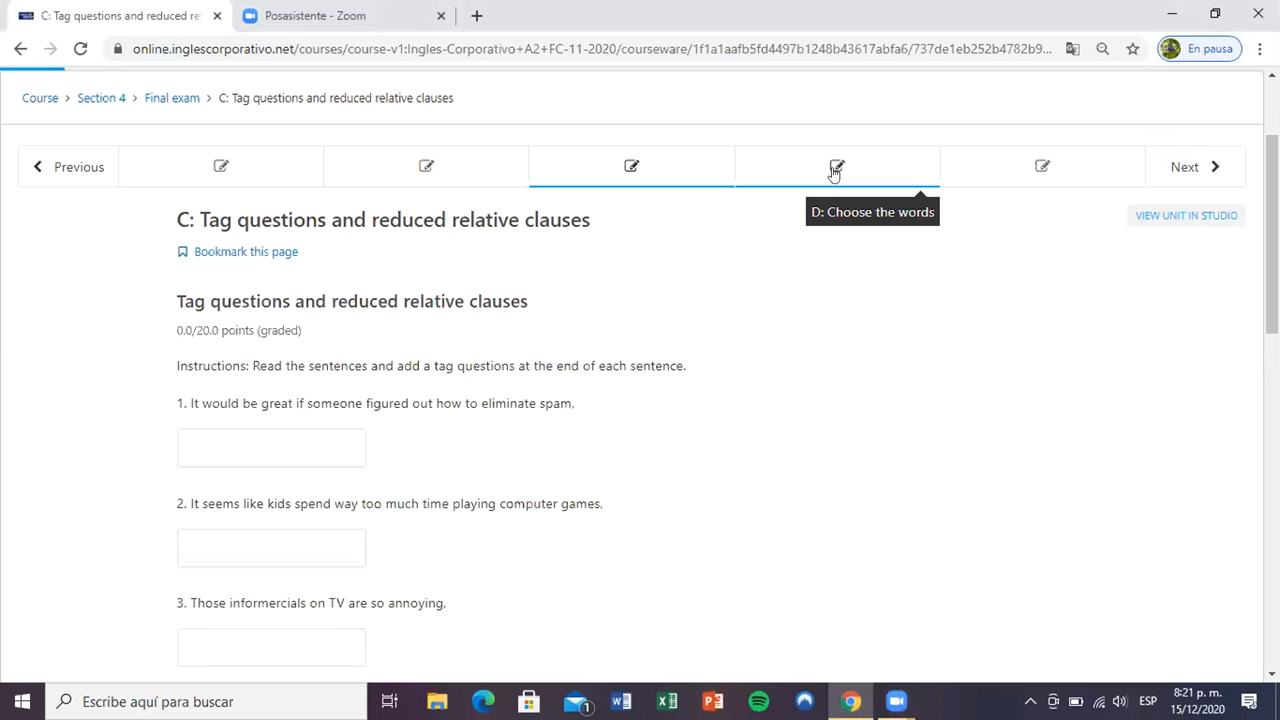 C: Tag questions and reduced re
Posasistente - Zoom
online.inglescorporativo.net/courses/course-v1:Ingles-Corporativo+A2+FC-11-2020/courseware/1f1a1aafb5fd4497b1248b43617abfa6/737de1eb252b4782b9...
En pausa
Course > Section 4 > Final exam > C: Tag questions and reduced relative clauses
Previous
Next
D: Choose the words
C: Tag questions and reduced relative clauses
VIEW UNIT IN STUDIO
Bookmark this page
Tag questions and reduced relative clauses
0.0/20.0 points (graded)
Instructions: Read the sentences and add a tag questions at the end of each sentence.
1. It would be great if someone figured out how to eliminate spam,
2. It seems like kids spend way too much time playing computer games,
3. Those informercials on TV are so annoying,
Escribe aquí para buscar
1
ESP
8:21 p. m.
15/12/2020